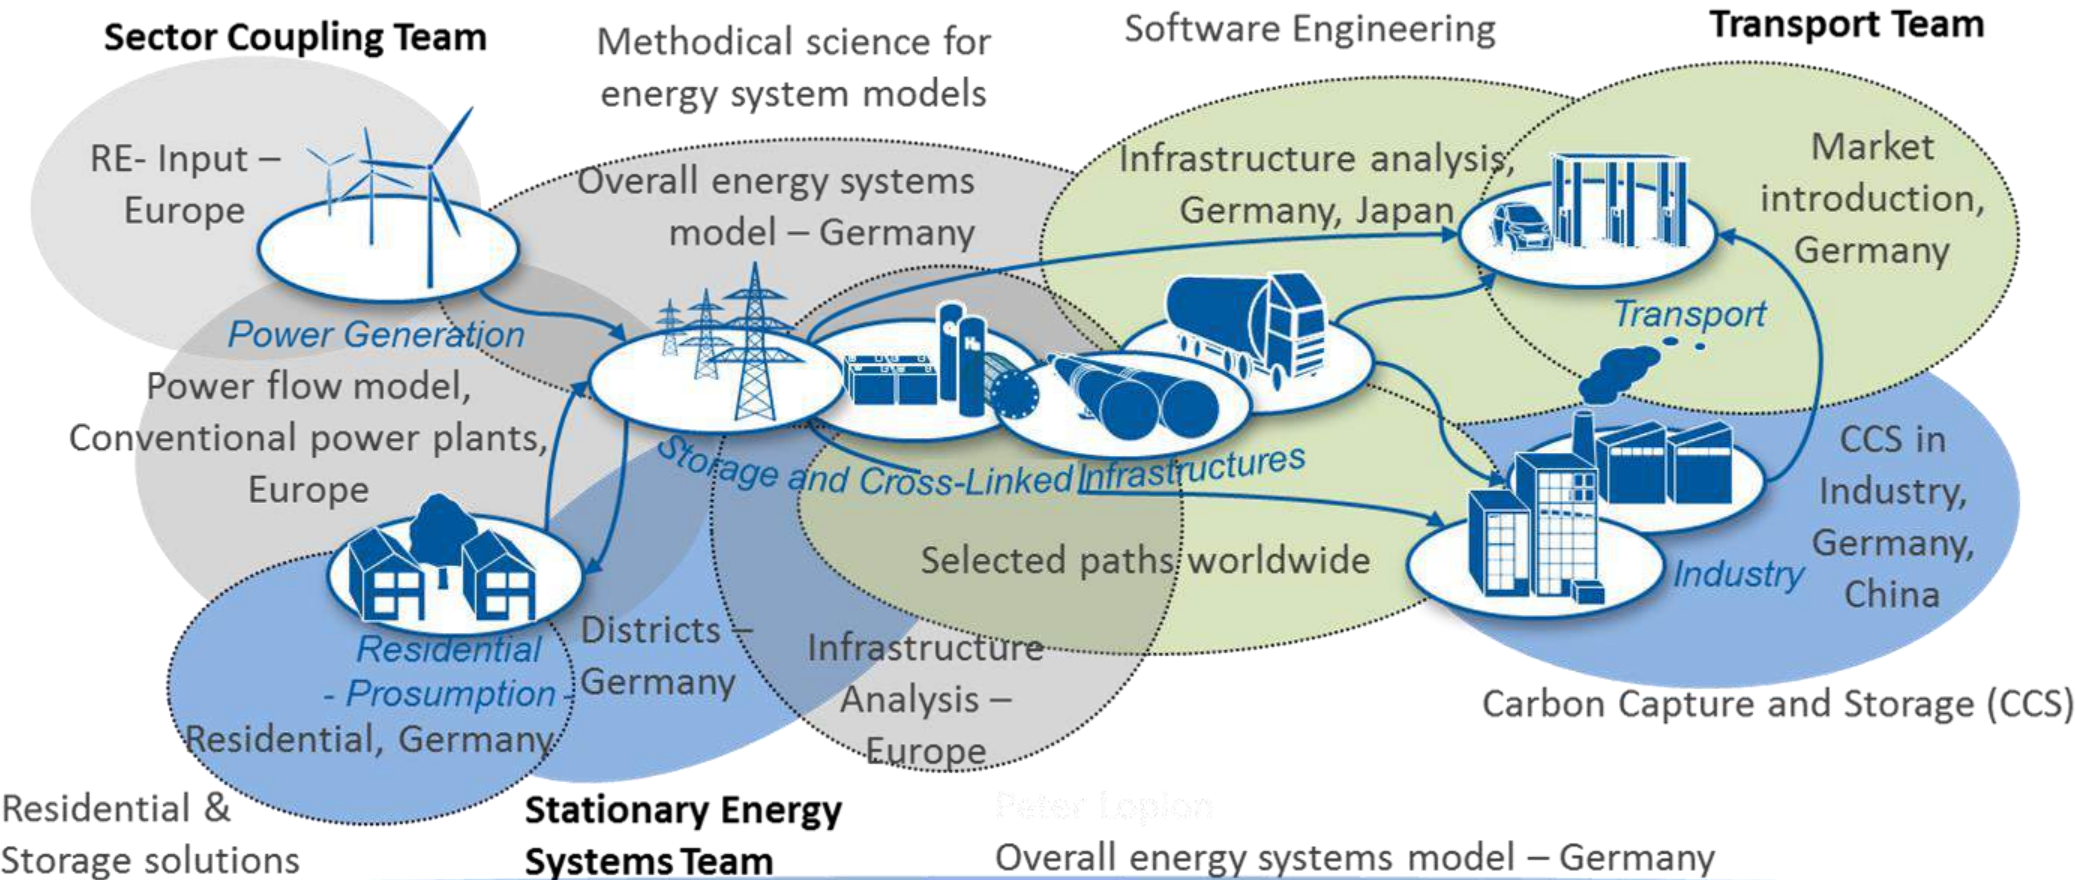 Sector Coupling Team
Methodical science for
energy system models
Software Engineering
Transport Team
RE- Input –
Europe
Overall energy systems
model – Germany
Infrastructure analysis,
Germany, Japan
Market
introduction,
Germany
Power Generation
Transport
Power flow model,
Conventional power plants,
Europe
H₂
Storage and Cross-Linked Infrastructures
CCS in
Industry,
Germany,
China
Selected paths worldwide
Industry
Residential
- Prosumption -
Residential, Germany
Districts –
Germany
Infrastructure
Analysis –
Europe
Carbon Capture and Storage (CCS)
Residential &
Storage solutions
Stationary Energy
Systems Team
Peter Lopion
Overall energy systems model – Germany